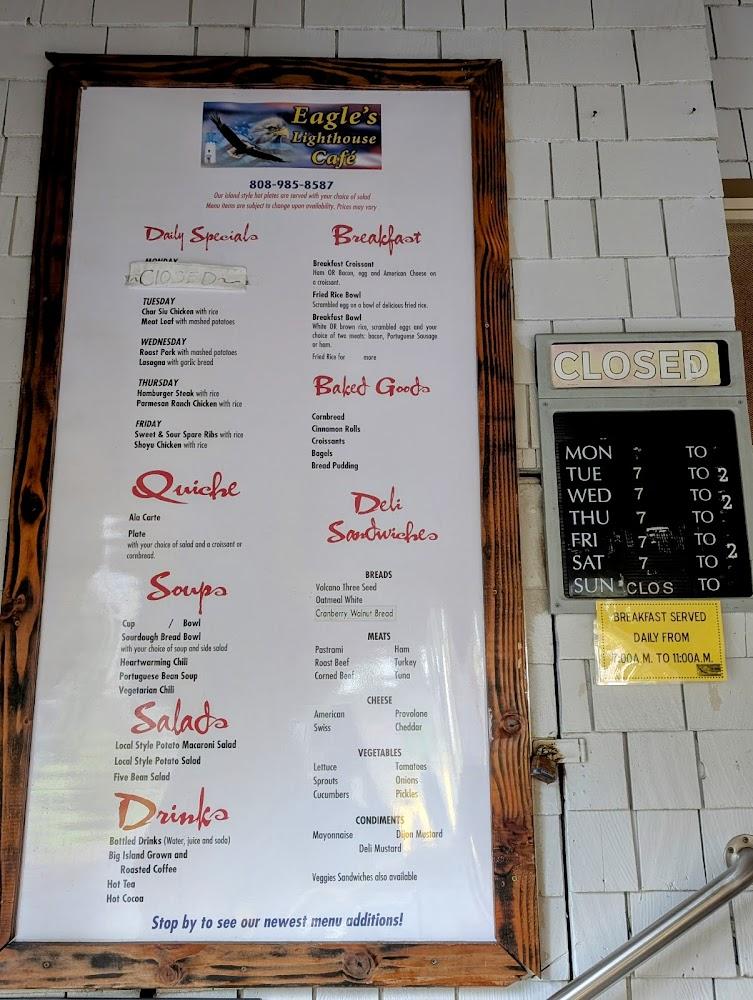 Eagle's
Lighthouse
Café
808-985-8587
Our island style hot plates are served with your choice of salad
Menu items are subject to change upon availability. Prices may vary
Daily Specials
MONDAY
CLOSED
TUESDAY
Char Siu Chicken with rice
Meat Loaf with mashed potatoes
WEDNESDAY
Roast Pork with mashed potatoes
Lasagna with garlic bread
THURSDAY
Hamburger Steak with rice
Parmesan Ranch Chicken with rice
FRIDAY
Sweet & Sour Spare Ribs with rice
Shoyu Chicken with rice
Quiche
Ala Carte
Plate
with your choice of salad and a croissant or
cornbread.
Soups
Cup / Bowl
Sourdough Bread Bowl
with your choice of soup and side salad
Heartwarming Chili
Portuguese Bean Soup
Vegetarian Chili
Salads
Local Style Potato Macaroni Salad
Local Style Potato Salad
Five Bean Salad
Drinks
Bottled Drinks (Water, juice and soda)
Big Island Grown and
Roasted Coffee
Hot Tea
Hot Cocoa
Breakfast
Breakfast Croissant
Ham OR Bacon, egg and American Cheese on
a croissant.
Fried Rice Bowl
Scrambled egg on a bowl of delicious fried rice.
Breakfast Bowl
White OR brown rice, scrambled eggs and your
choice of two meats: bacon, Portuguese Sausage
or ham.
Fried Rice for more
Baked Goods
Cornbread
Cinnamon Rolls
Croissants
Bagels
Bread Pudding
Deli
Sandwiches
BREADS
Volcano Three Seed
Oatmeal White
Cranberry Walnut Bread
MEATS
Pastrami Ham
Roast Beef Turkey
Corned Beef Tuna
CHEESE
American Provolone
Swiss Cheddar
VEGETABLES
Lettuce Tomatoes
Sprouts Onions
Cucumbers Pickles
CONDIMENTS
Mayonnaise Dijon Mustard
Deli Mustard
Veggies Sandwiches also available
Stop by to see our newest menu additions!
CLOSED
MON TO
TUE 7 TO 2
WED 7 TO 2
THU 7 TO
FRI 7 TO 2
SAT 7 TO
SUN CLOS TO
BREAKFAST SERVED
DAILY FROM
7:00A.M. TO 11:00A.M.